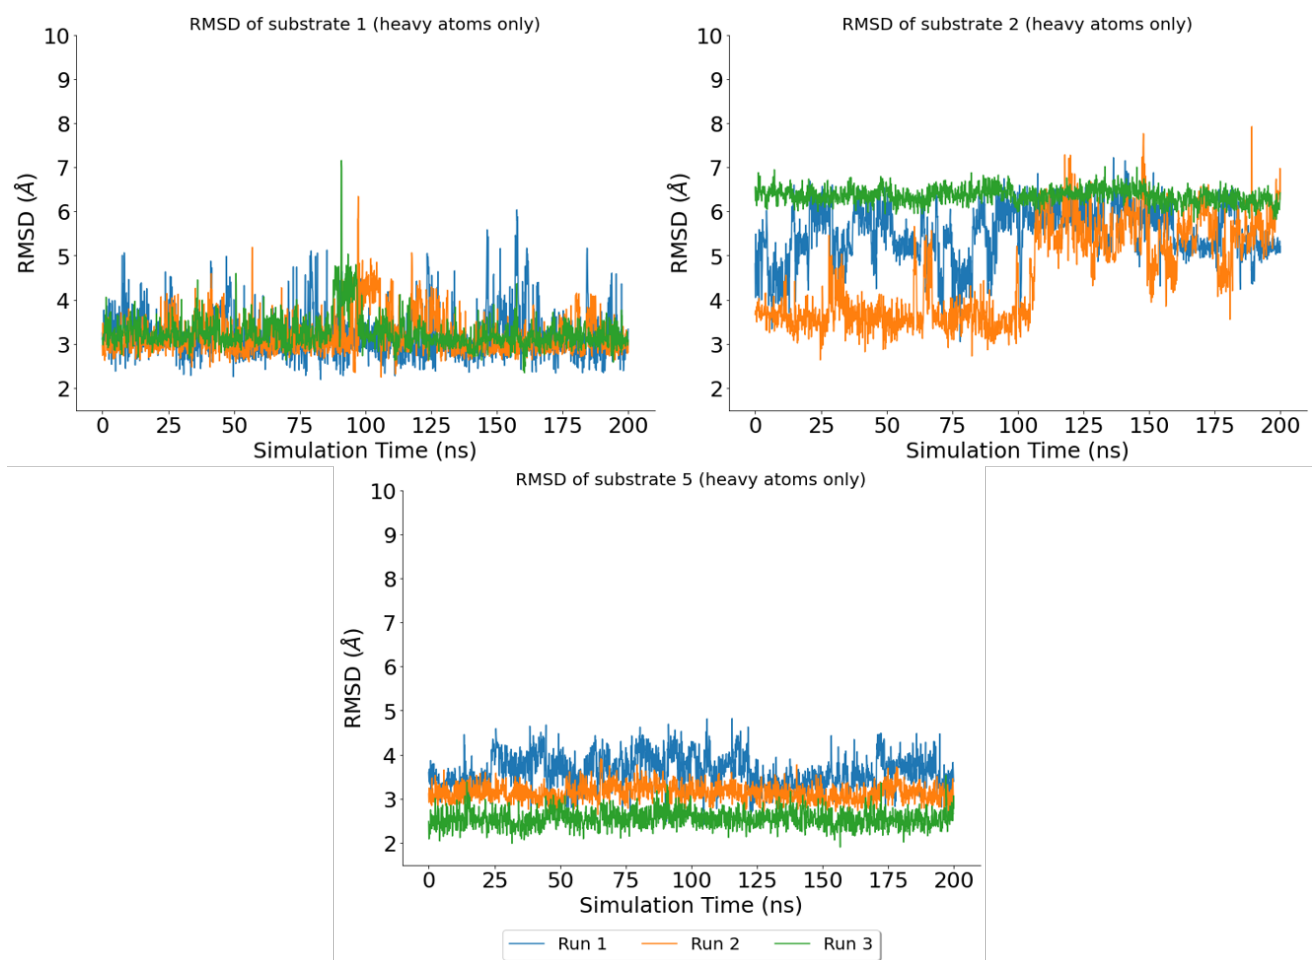 RMSD of substrate 1 (heavy atoms only)
10
9
8
7
6
5
4
3
2
RMSD (Å)
0 25 50 75 100 125 150 175 200
Simulation Time (ns)
RMSD of substrate 2 (heavy atoms only)
10
9
8
7
6
5
4
3
2
RMSD (Å)
0 25 50 75 100 125 150 175 200
Simulation Time (ns)
RMSD of substrate 5 (heavy atoms only)
10
9
8
7
6
5
4
3
2
RMSD (Å)
0 25 50 75 100 125 150 175 200
Simulation Time (ns)
Run 1 Run 2 Run 3